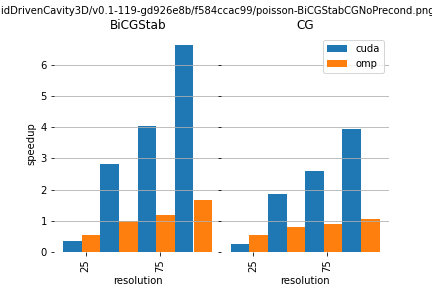 idDrivenCavity3D/v0.1-119-gd926e8b/f584ccac99/poisson-BiCGStabCGNoPrecond.png
BiCGStab CG
cuda
omp
6
5
4
3
2
1
0
speedup
25 75 25 75
resolution resolution